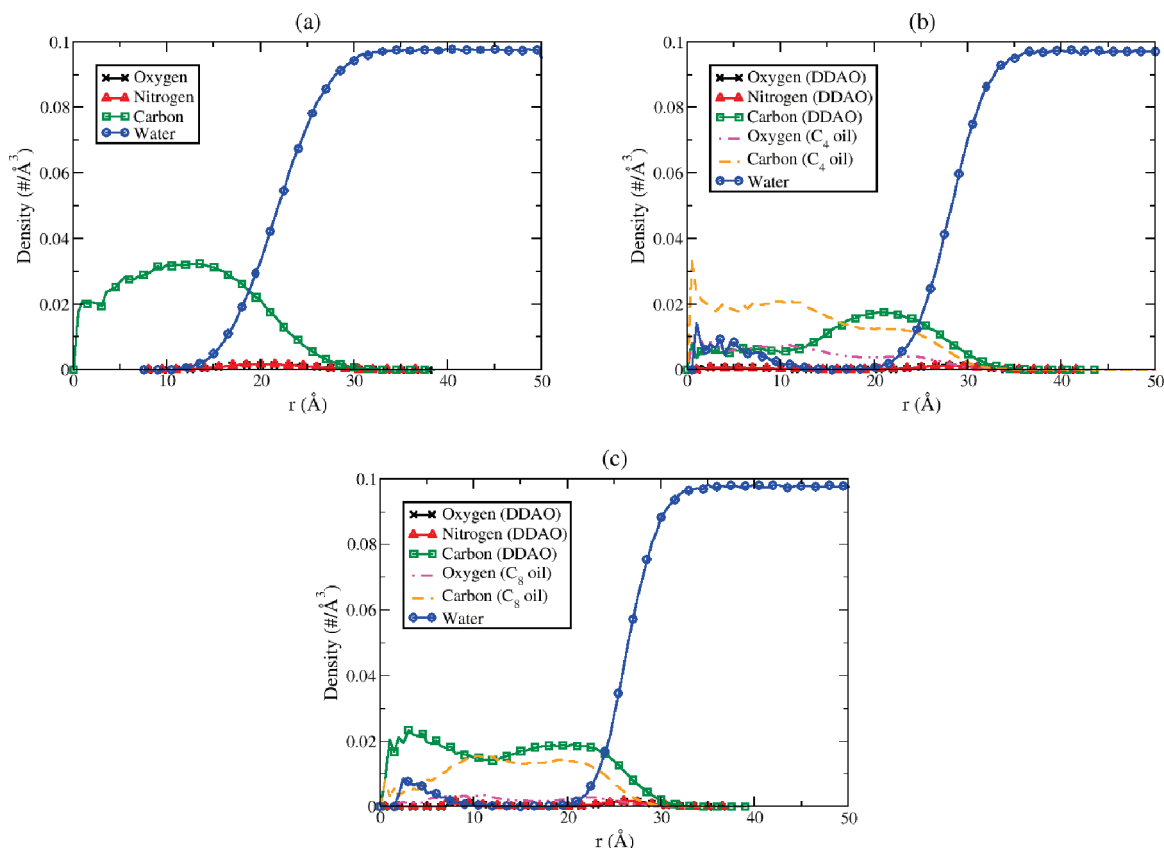 (a)
0.1
0.08
0.06
0.04
0.02
0
Density (#/Å³)
Oxygen
Nitrogen
Carbon
Water
0 10 20 30 40 50
r (Å)
(b)
0.1
0.08
0.06
0.04
0.02
0
Density (#/Å³)
Oxygen (DDAO)
Nitrogen (DDAO)
Carbon (DDAO)
Oxygen (C₄ oil)
Carbon (C₄ oil)
Water
0 10 20 30 40 50
r (Å)
(c)
0.1
0.08
0.06
0.04
0.02
0
Density (#/Å³)
Oxygen (DDAO)
Nitrogen (DDAO)
Carbon (DDAO)
Oxygen (C₈ oil)
Carbon (C₈ oil)
Water
0 10 20 30 40 50
r (Å)